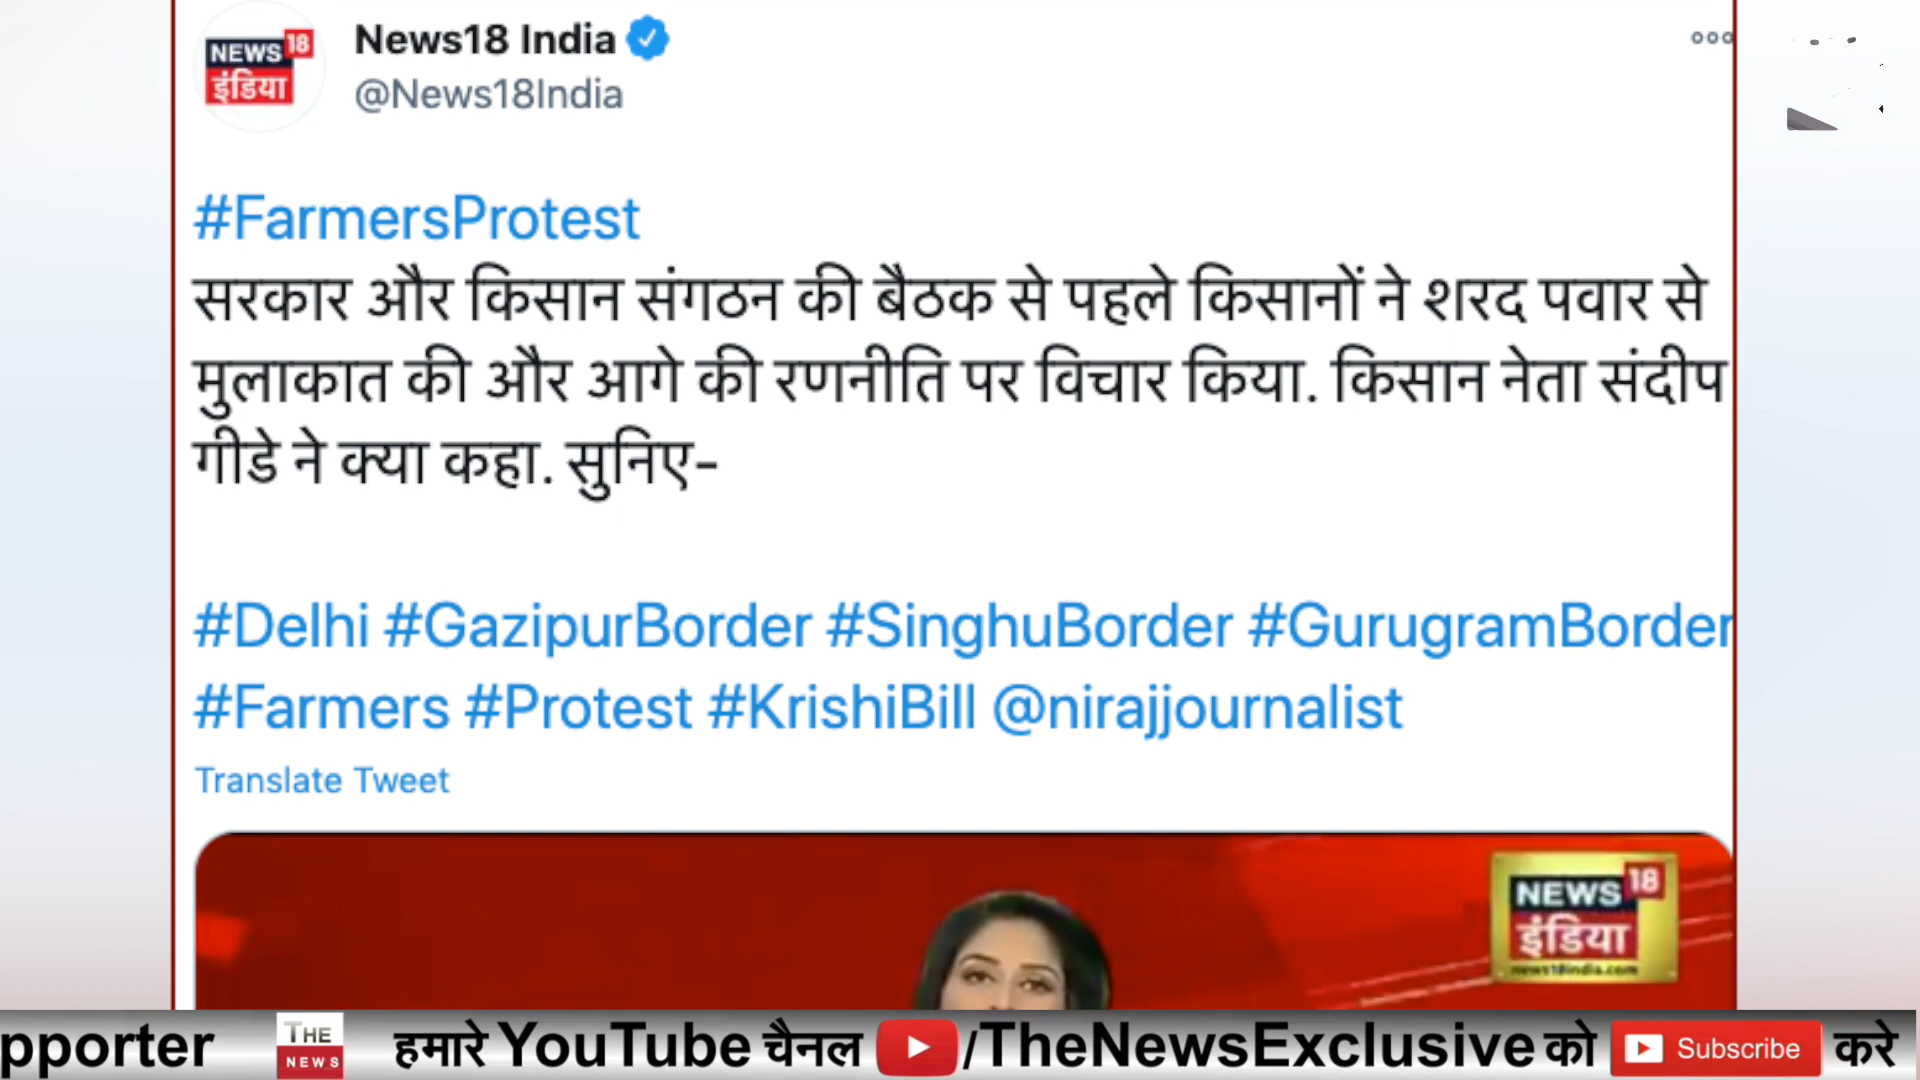 NEWS 18
इंडिया
News18 India
@News18India
#FarmersProtest
सरकार और किसान संगठन की बैठक से पहले किसानों ने शरद पवार से
मुलाकात की और आगे की रणनीति पर विचार किया. किसान नेता संदीप
गीडे ने क्या कहा. सुनिए-
#Delhi #GazipurBorder #SinghuBorder #GurugramBorder
#Farmers #Protest #KrishiBill @nirajjournalist
Translate Tweet
NEWS 18
इंडिया
news18india.com
pporter THE NEWS हमारे YouTube चैनल /TheNewsExclusive को Subscribe करे